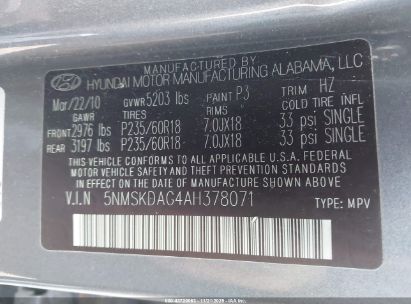 MANUFACTURED BY
HYUNDAI MOTOR MANUFACTURING ALABAMA, LLC
Mar/22/10 GVWR 5203 lbs PAINT P3 TRIM HZ
GAWR TIRES RIMS COLD TIRE INF.
FRONT 2976 lbs P235/60R18 7.0JX18 33 psi SINGLE
REAR 3197 lbs P235/60R18 7.0JX18 33 psi SINGLE
THIS VEHICLE CONFORMS TO ALL APPLICABLE U.S.A FEDERAL
MOTOR VEHICLE SAFETY AND THEFT PREVENTION STANDARDS
IN EFFECT ON THE DATE OF MANUFACTURE SHOWN ABOVE.
V.I.N 5NMSKDAG4AH378071 TYPE: MPV